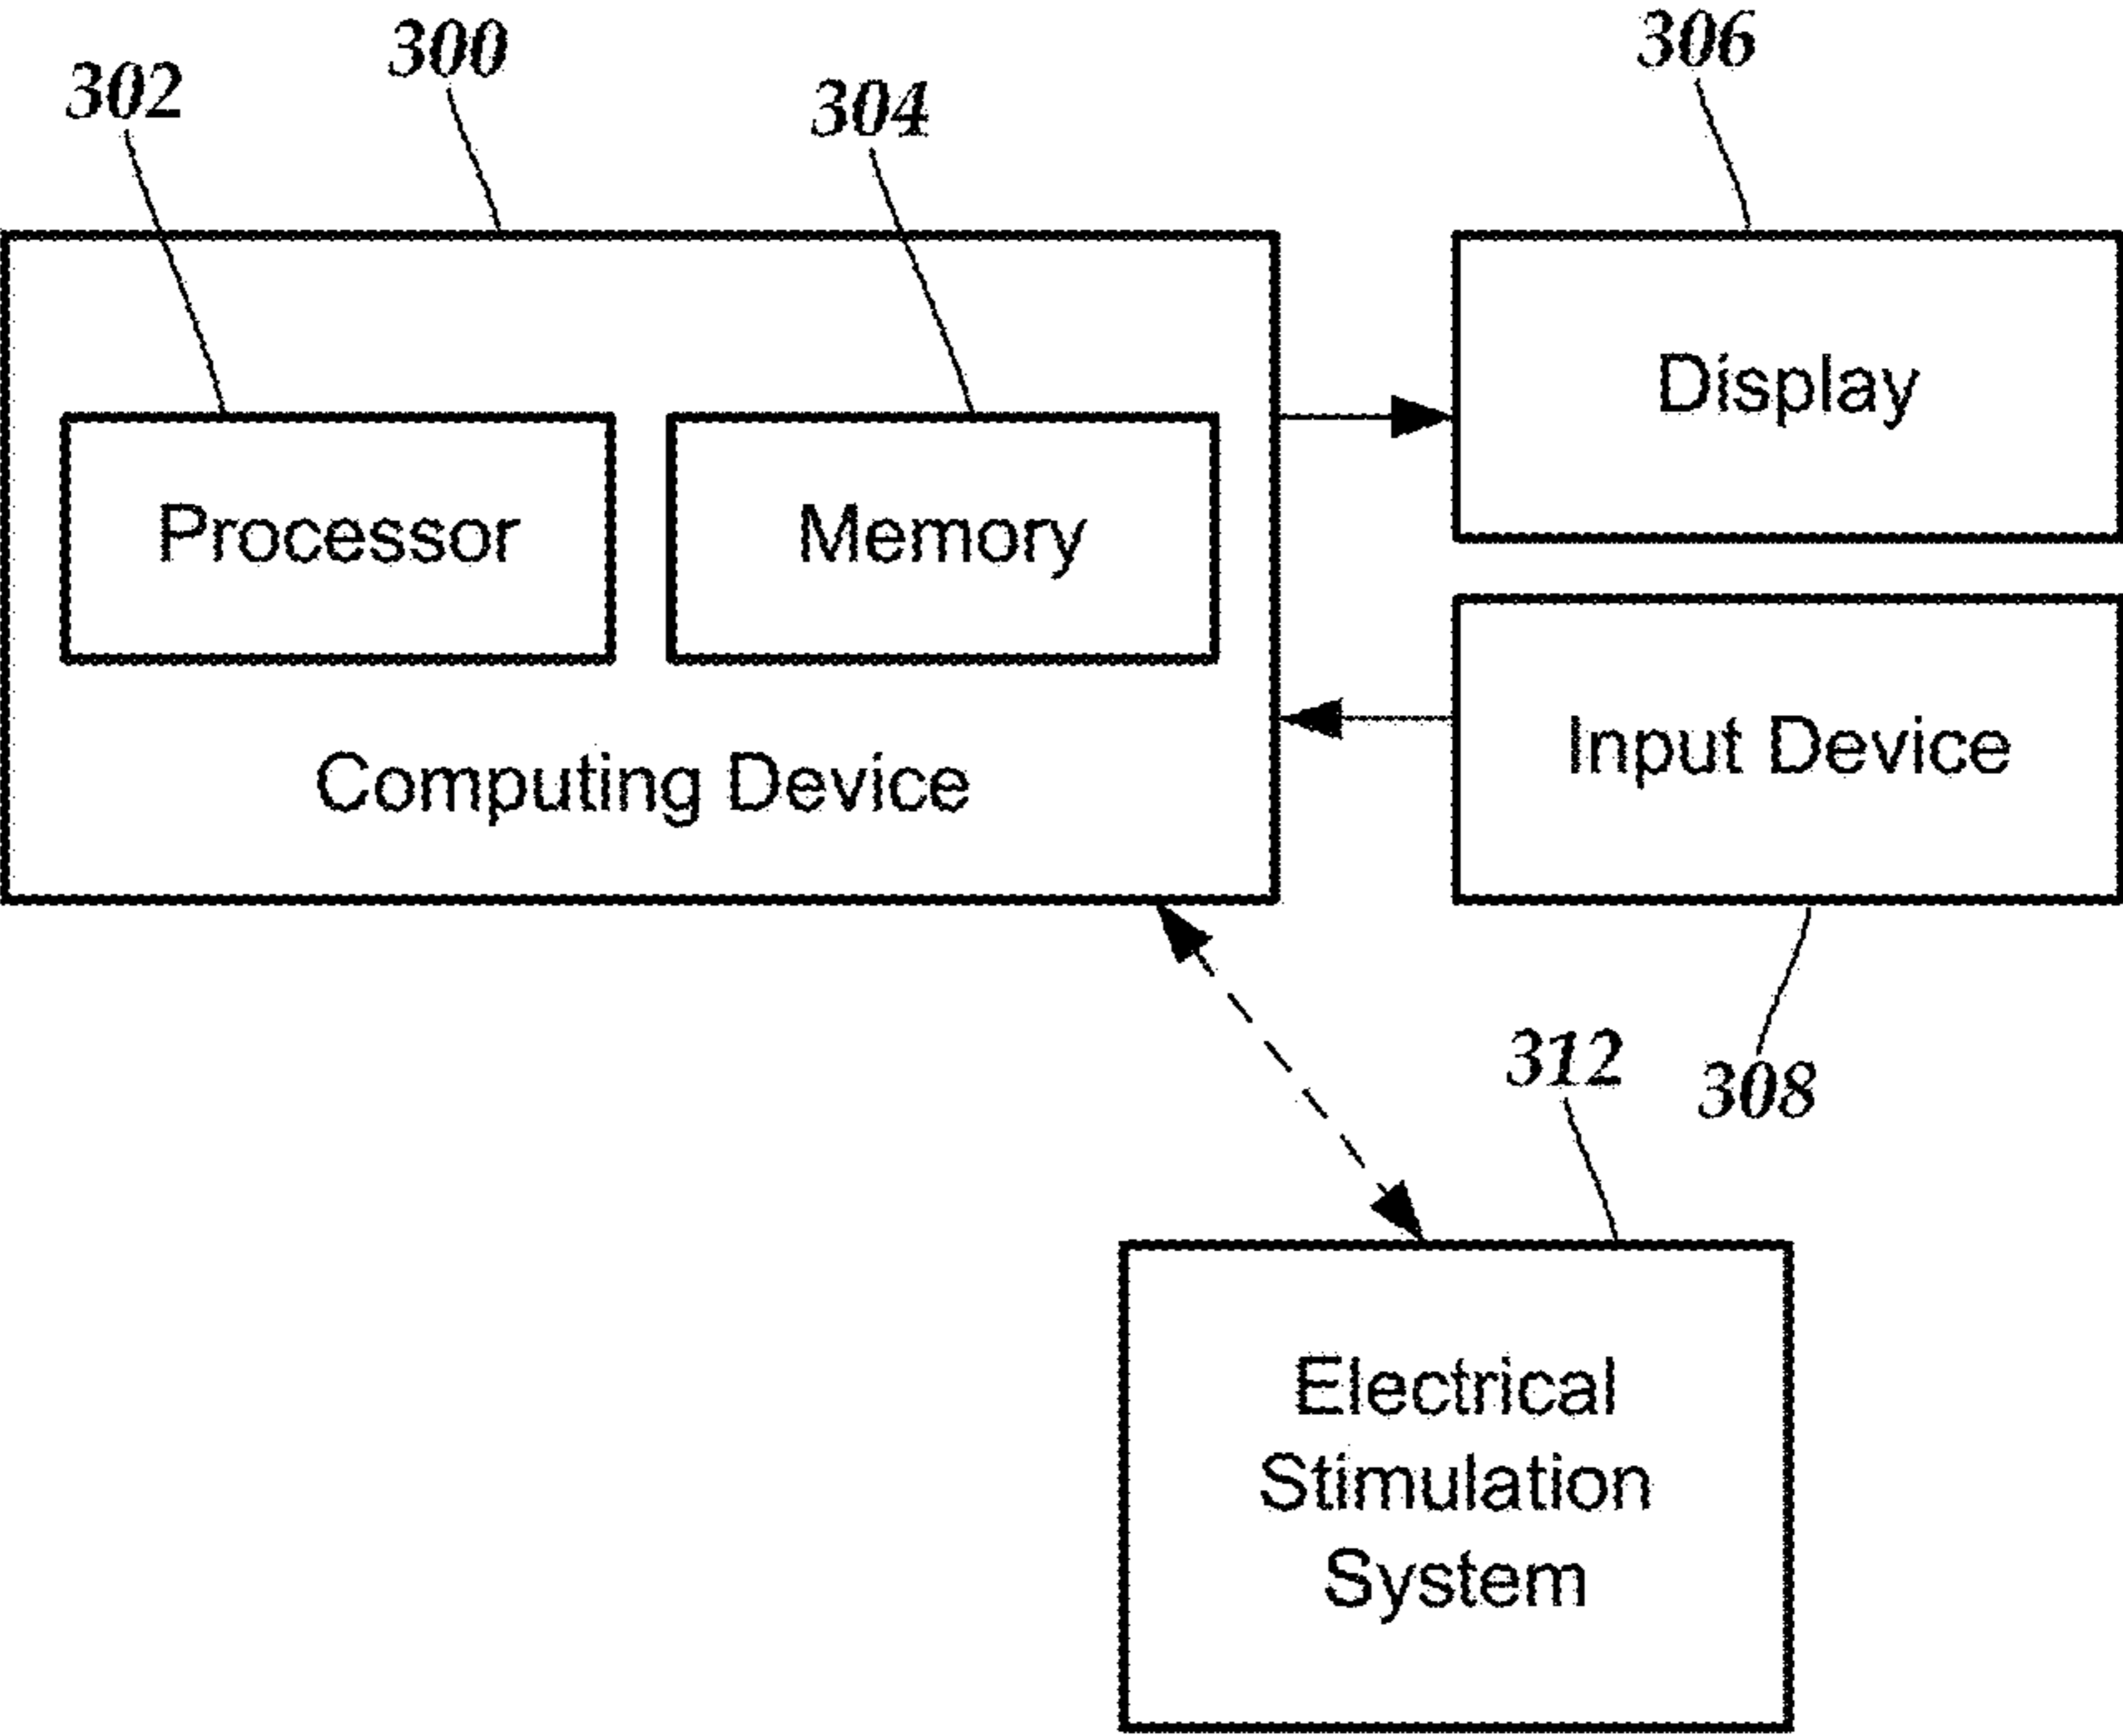 300
306
302
304
Display
Processor
Memory
Input Device
Computing Device
312
308
Electrical
Stimulation
System